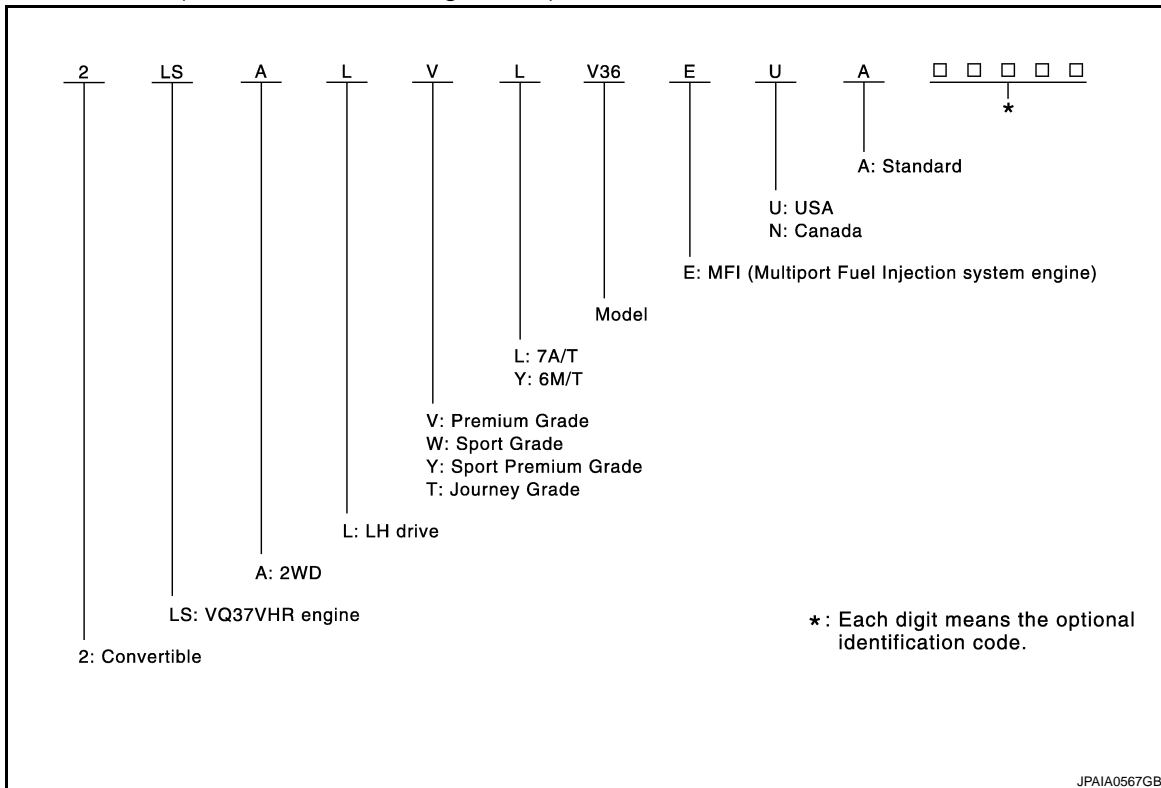 2 LS A L V L V36 E U A □ □ □ □ □
*
A: Standard
U: USA
N: Canada
E: MFI (Multiport Fuel Injection system engine)
Model
L: 7A/T
Y: 6M/T
V: Premium Grade
W: Sport Grade
Y: Sport Premium Grade
T: Journey Grade
L: LH drive
A: 2WD
LS: VQ37VHR engine
2: Convertible
*: Each digit means the optional
identification code.
JPAIA0567GB